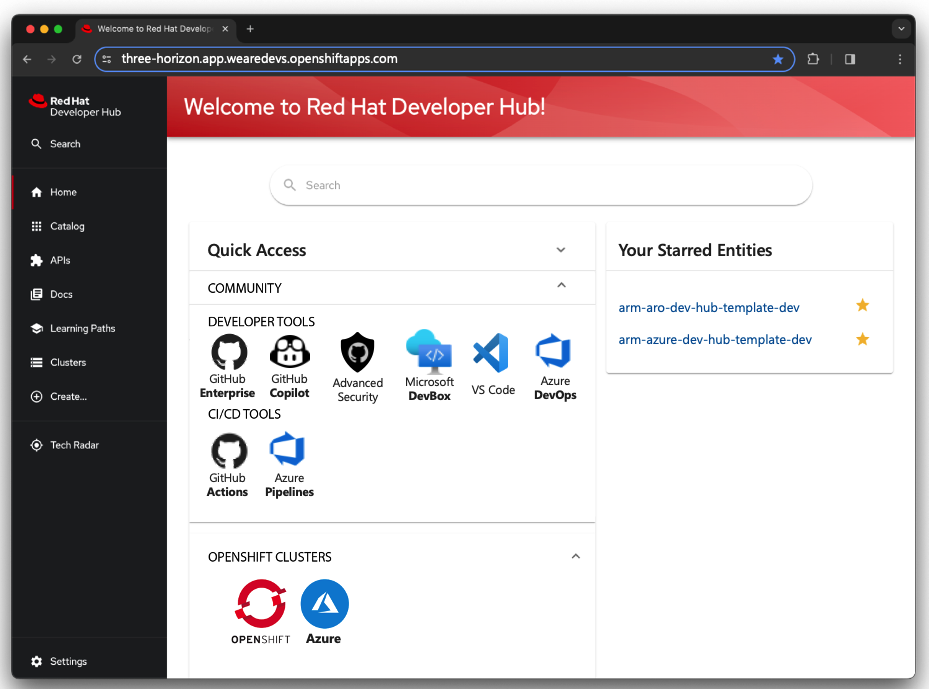 Welcome to Red Hat Develop
three-horizon.app.wearedevs.openshiftapps.com
Red Hat
Developer Hub
Search
Home
Catalog
APIs
Docs
Learning Paths
Clusters
Create...
Tech Radar
Settings
Welcome to Red Hat Developer Hub!
Search
Quick Access
COMMUNITY
DEVELOPER TOOLS
GitHub
Enterprise
GitHub
Copilot
Advanced
Security
Microsoft
DevBox
VS Code
Azure
DevOps
CI/CD TOOLS
GitHub
Actions
Azure
Pipelines
OPENSHIFT CLUSTERS
OPENSHIFT
Azure
Your Starred Entities
arm-aro-dev-hub-template-dev
arm-azure-dev-hub-template-dev